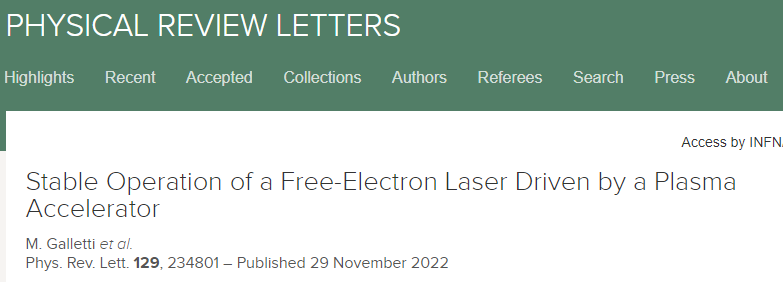 PHYSICAL REVIEW LETTERS
Highlights Recent Accepted Collections Authors Referees Search Press About
Access by INFN
Stable Operation of a Free-Electron Laser Driven by a Plasma
Accelerator
M. Galletti et al.
Phys. Rev. Lett. 129, 234801 – Published 29 November 2022